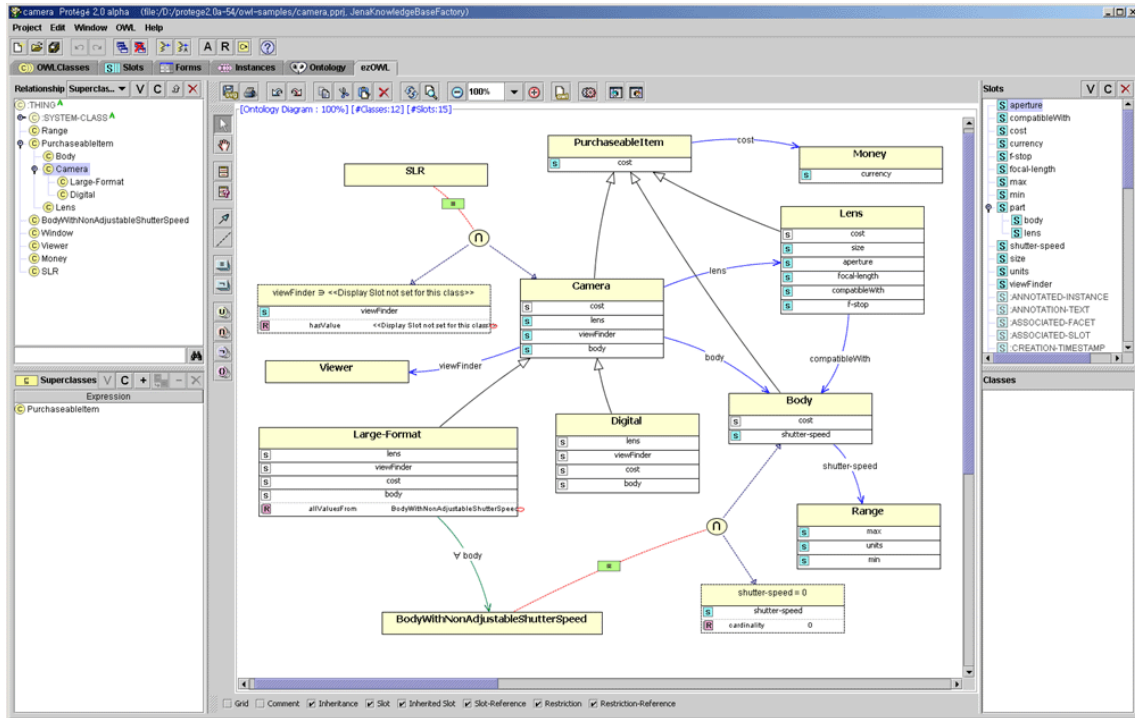 camera Protégé 2.0 alpha (file:/D:/protege2.0a-54/owl-samples/camera.pprj, JenaKnowledgeBaseFactory)
Project Edit Window OWL Help
A R
OWLClasses Slots Forms Instances Ontology ezOWL
Relationship Superclas... V C
:THING
:SYSTEM-CLASS
Range
PurchaseableItem
Body
Camera
Large-Format
Digital
Lens
BodyWithNonAdjustableShutterSpeed
Window
Viewer
Money
SLR
Superclasses V C
Expression
PurchaseableItem
100%
[Ontology Diagram : 100%] [#Classes:12] [#Slots:15]
PurchaseableItem
cost
cost
Money
currency
SLR
=
∩
viewFinder ∋ <<Display Slot not set for this class>>
viewFinder
hasValue <<Display Slot not set for this class
Camera
cost
lens
viewFinder
body
lens
Lens
cost
size
aperture
focal-length
compatibleWith
f-stop
viewFinder
Viewer
body
compatibleWith
Large-Format
lens
viewFinder
cost
body
allValuesFrom BodyWithNonAdjustableShutterSpee
Digital
lens
viewFinder
cost
body
Body
cost
shutter-speed
shutter-speed
Range
max
units
min
∀ body
∩
=
BodyWithNonAdjustableShutterSpeed
shutter-speed = 0
shutter-speed
cardinality 0
Grid Comment Inheritance Slot Inherited Slot Slot-Reference Restriction Restriction-Reference
Slots V C
aperture
compatibleWith
cost
currency
f-stop
focal-length
max
min
part
body
lens
shutter-speed
size
units
viewFinder
:ANNOTATED-INSTANCE
:ANNOTATION-TEXT
:ASSOCIATED-FACET
:ASSOCIATED-SLOT
:CREATION-TIMESTAMP
Classes